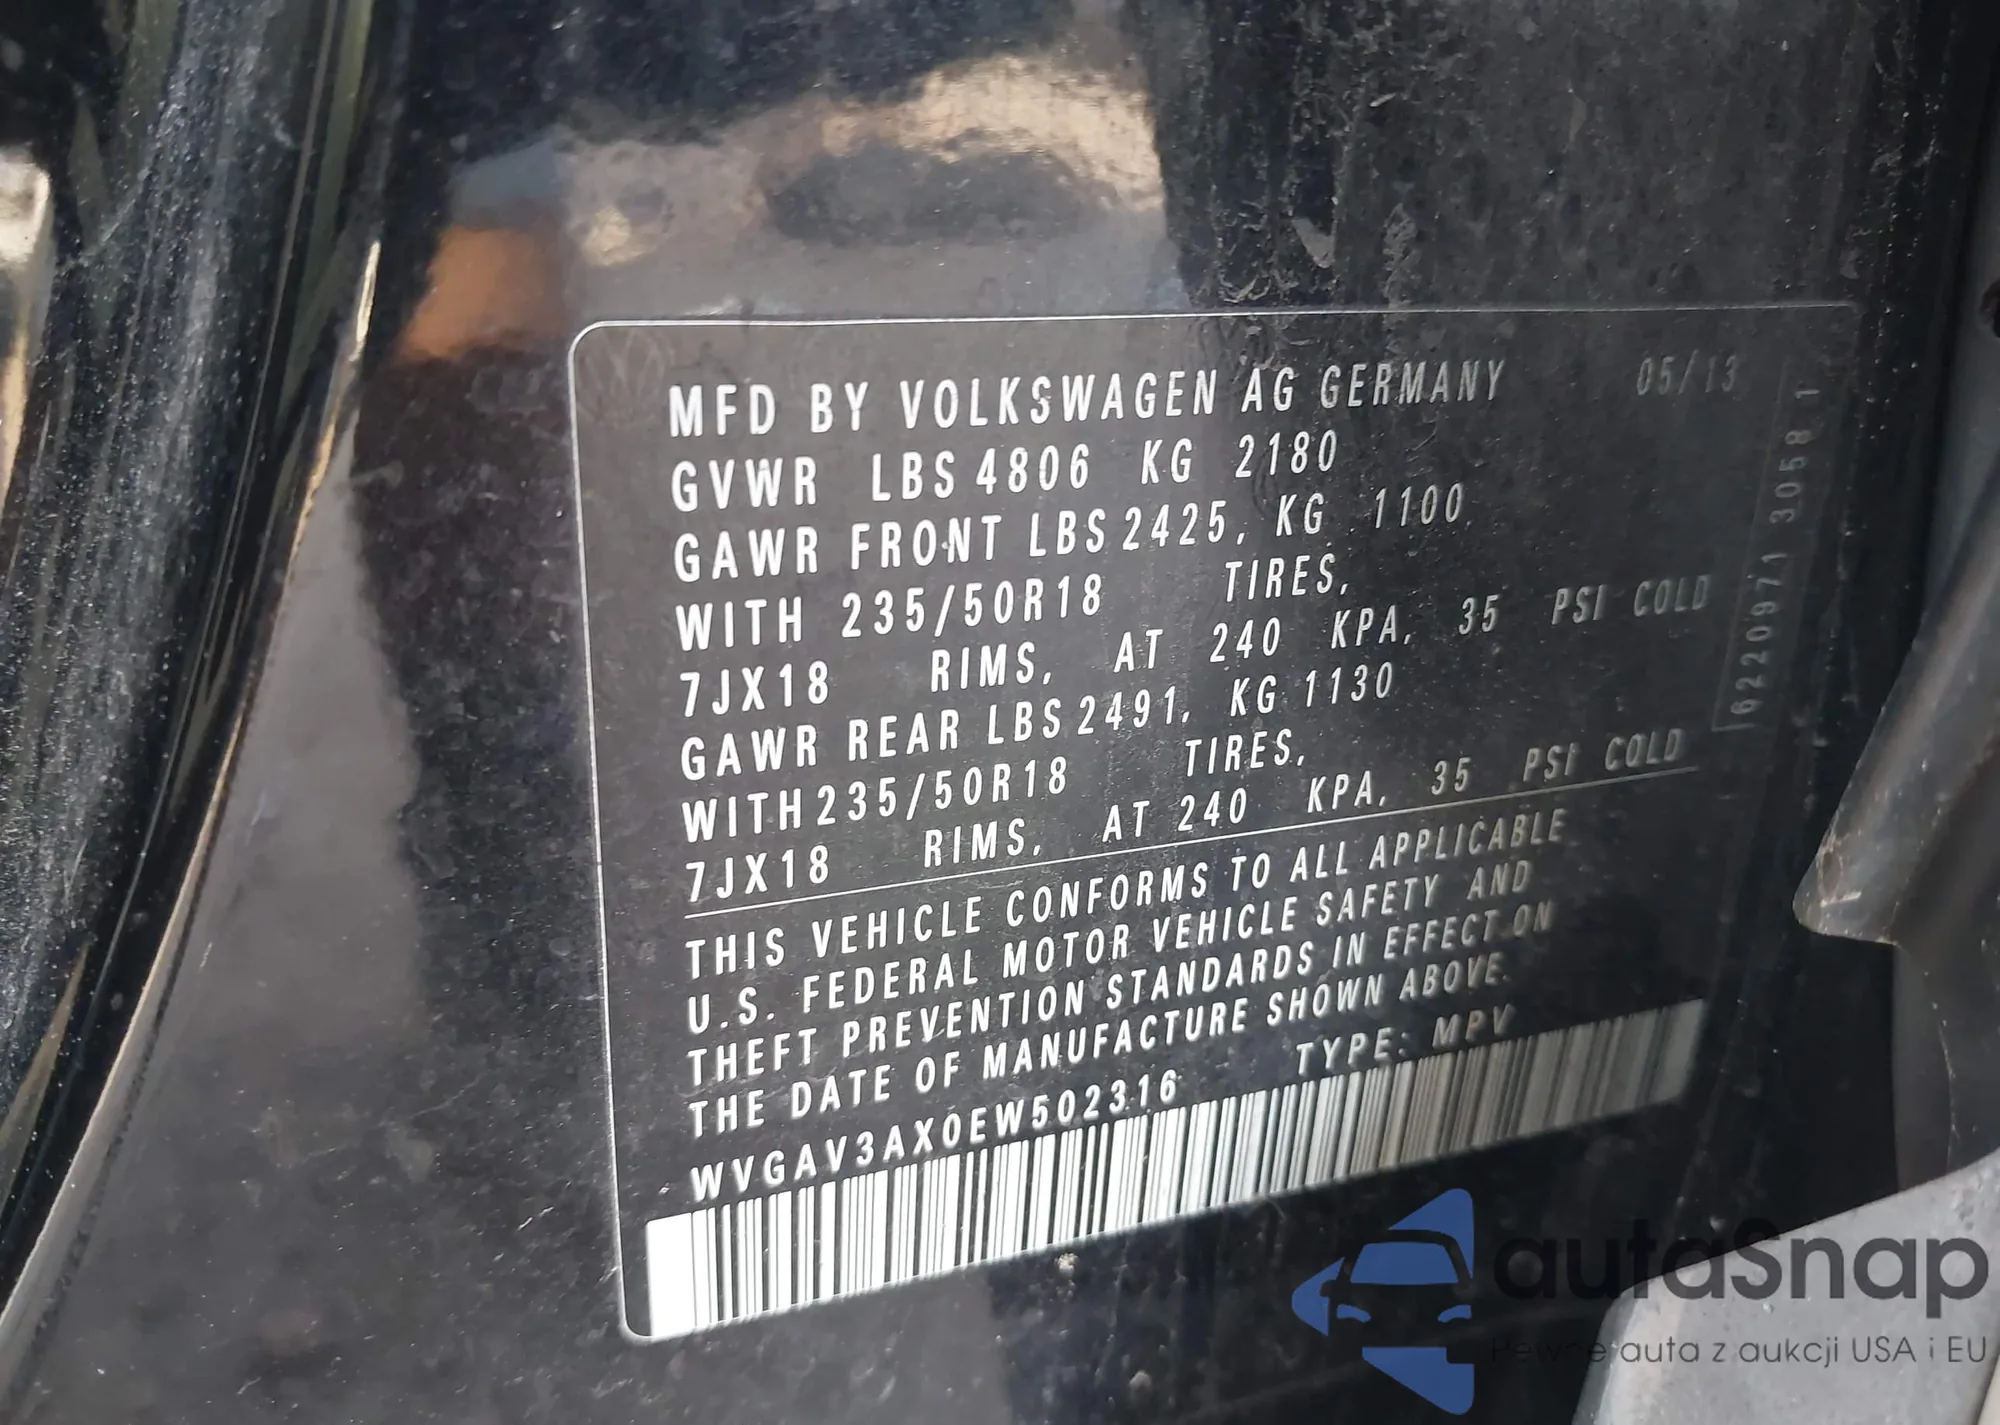 MFD BY VOLKSWAGEN AG GERMANY 05/13
GVWR LBS 4806 KG 2180
GAWR FRONT LBS 2425, KG 1100
WITH 235/50R18 TIRES,
7JX18 RIMS, AT 240 KPA, 35 PSI COLD
GAWR REAR LBS 2491, KG 1130
WITH 235/50R18 TIRES,
7JX18 RIMS, AT 240 KPA, 35 PSI COLD
THIS VEHICLE CONFORMS TO ALL APPLICABLE
U.S. FEDERAL MOTOR VEHICLE SAFETY AND
THEFT PREVENTION STANDARDS IN EFFECT ON
THE DATE OF MANUFACTURE SHOWN ABOVE.
WVGAV3AX0EW502316 TYPE: MPV
6220971 3058 1
autaSnap
Pewne auta z aukcji USA i EU